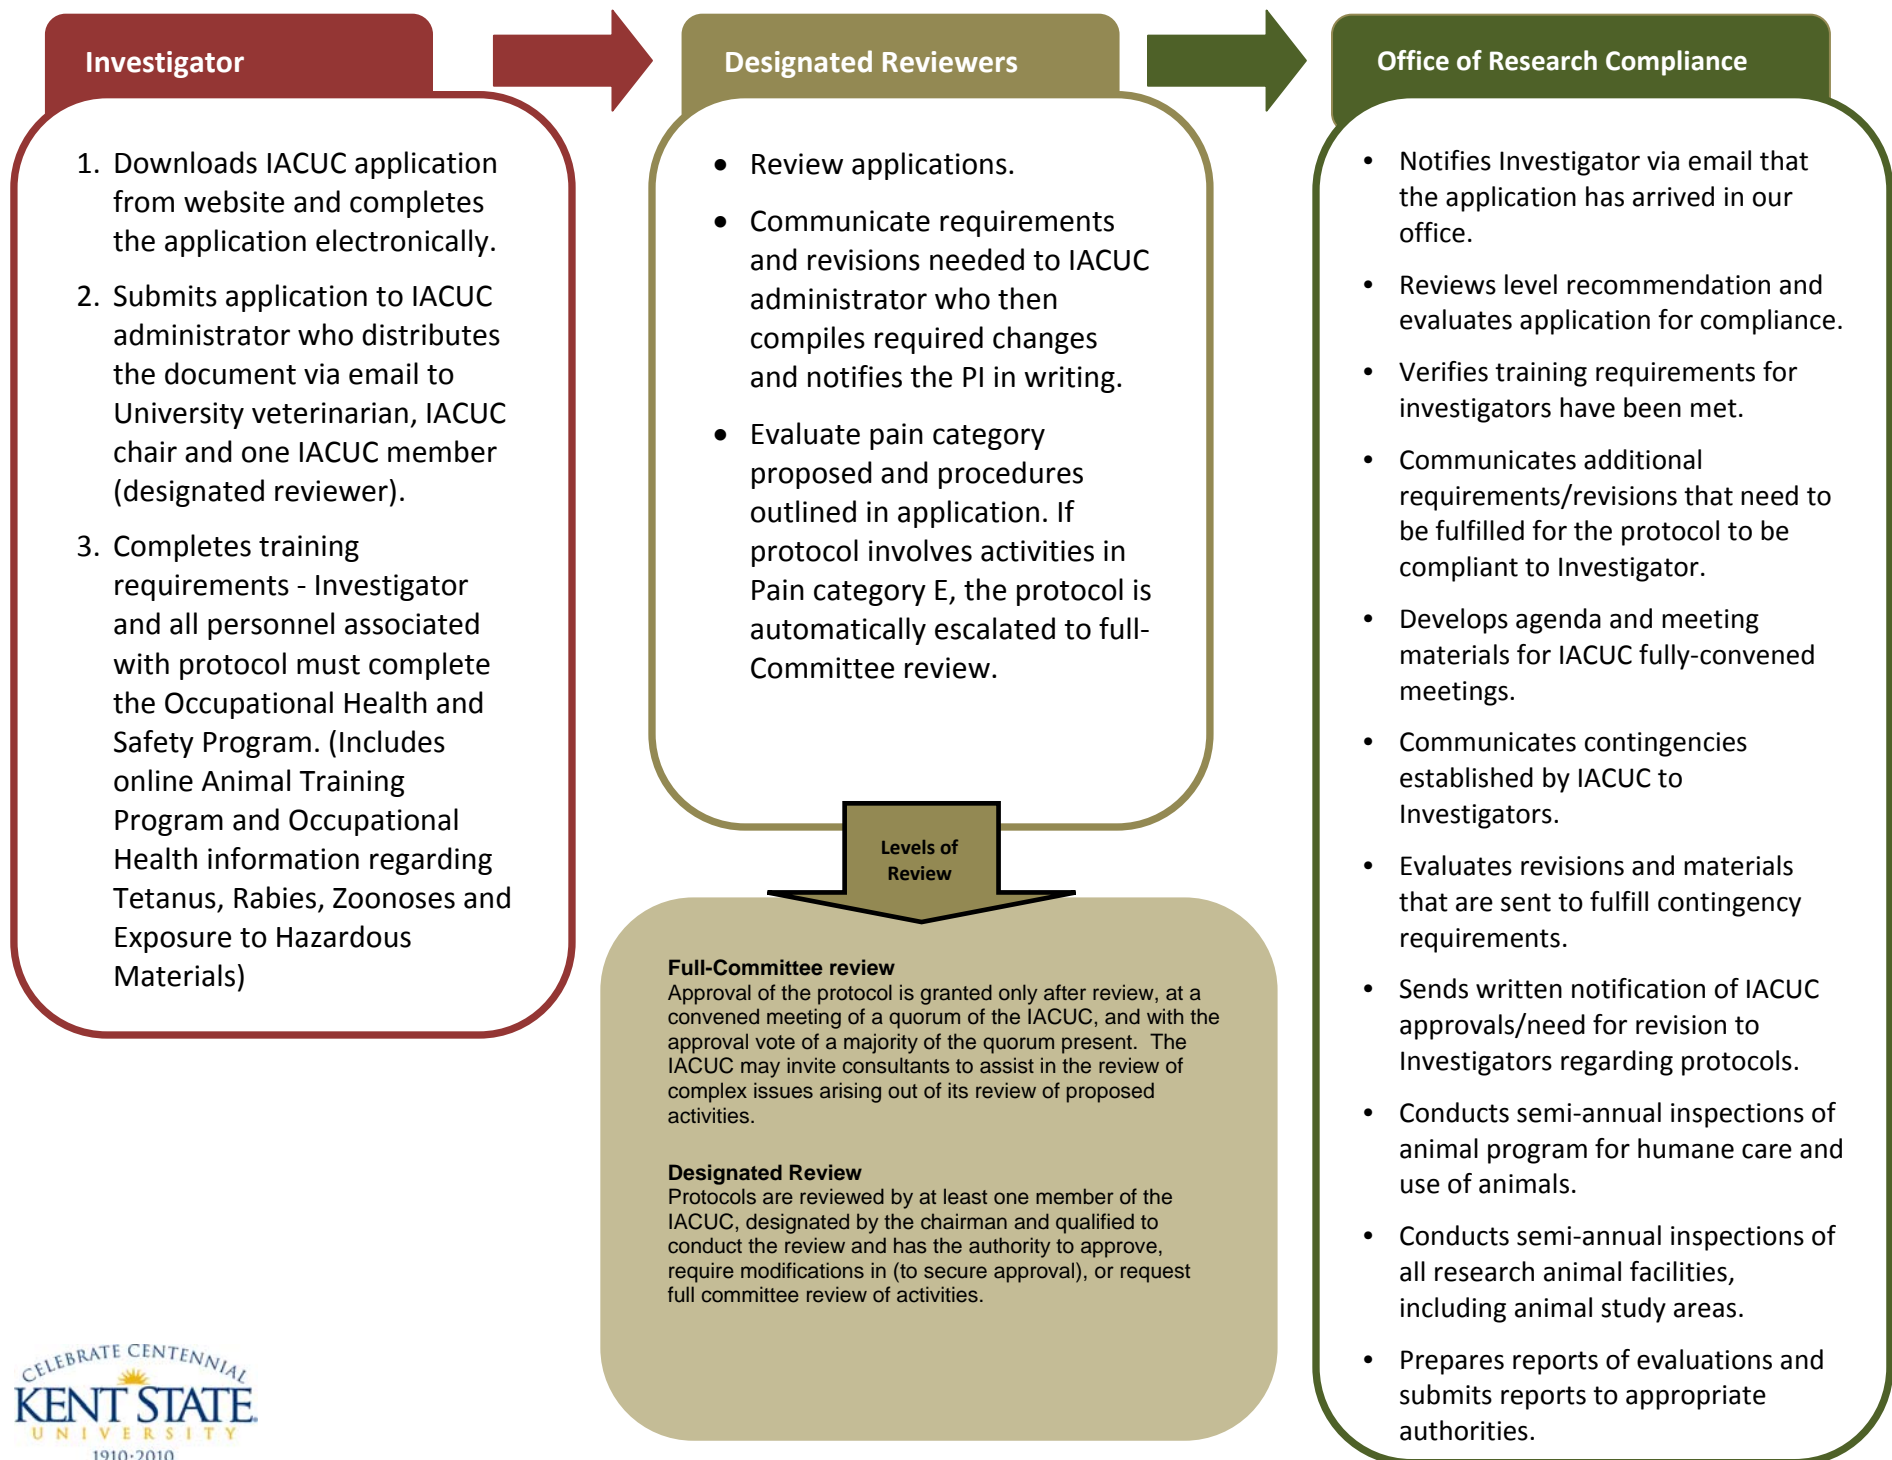 Investigator
1. Downloads IACUC application
from website and completes
the application electronically.
2. Submits application to IACUC
administrator who distributes
the document via email to
University veterinarian, IACUC
chair and one IACUC member
(designated reviewer).
3. Completes training
requirements - Investigator
and all personnel associated
with protocol must complete
the Occupational Health and
Safety Program. (Includes
online Animal Training
Program and Occupational
Health information regarding
Tetanus, Rabies, Zoonoses and
Exposure to Hazardous
Materials)
Designated Reviewers
• Review applications.
• Communicate requirements
and revisions needed to IACUC
administrator who then
compiles required changes
and notifies the PI in writing.
• Evaluate pain category
proposed and procedures
outlined in application. If
protocol involves activities in
Pain category E, the protocol is
automatically escalated to full-
Committee review.
Levels of
Review
Full-Committee review
Approval of the protocol is granted only after review, at a
convened meeting of a quorum of the IACUC, and with the
approval vote of a majority of the quorum present. The
IACUC may invite consultants to assist in the review of
complex issues arising out of its review of proposed
activities.
Designated Review
Protocols are reviewed by at least one member of the
IACUC, designated by the chairman and qualified to
conduct the review and has the authority to approve,
require modifications in (to secure approval), or request
full committee review of activities.
Office of Research Compliance
• Notifies Investigator via email that
the application has arrived in our
office.
• Reviews level recommendation and
evaluates application for compliance.
• Verifies training requirements for
investigators have been met.
• Communicates additional
requirements/revisions that need to
be fulfilled for the protocol to be
compliant to Investigator.
• Develops agenda and meeting
materials for IACUC fully-convened
meetings.
• Communicates contingencies
established by IACUC to
Investigators.
• Evaluates revisions and materials
that are sent to fulfill contingency
requirements.
• Sends written notification of IACUC
approvals/need for revision to
Investigators regarding protocols.
• Conducts semi-annual inspections of
animal program for humane care and
use of animals.
• Conducts semi-annual inspections of
all research animal facilities,
including animal study areas.
• Prepares reports of evaluations and
submits reports to appropriate
authorities.
CELEBRATE CENTENNIAL
KENT STATE
UNIVERSITY
1910·2010